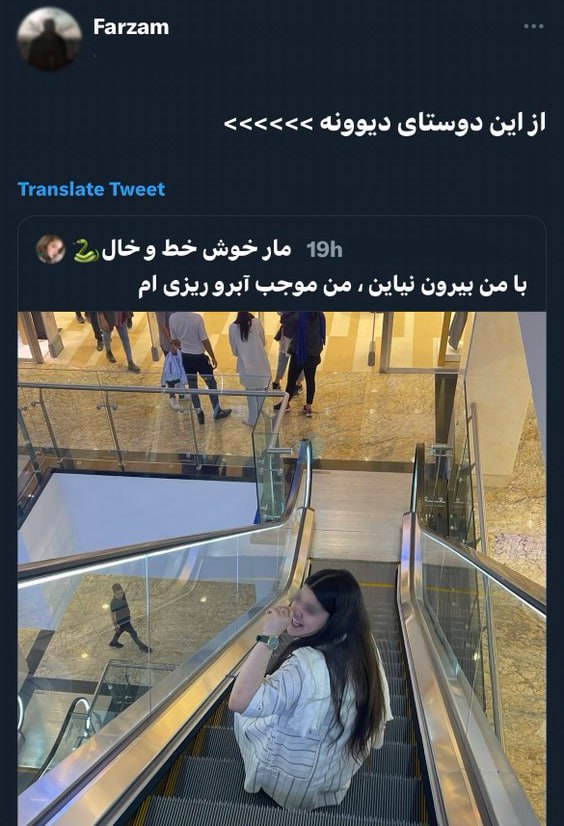 Farzam
از این دوستای دیوونه >>>>>>
Translate Tweet
مار خوش خط و خال🐍 19h
با من بیرون نیاین ، من موجب آبرو ریزی ام